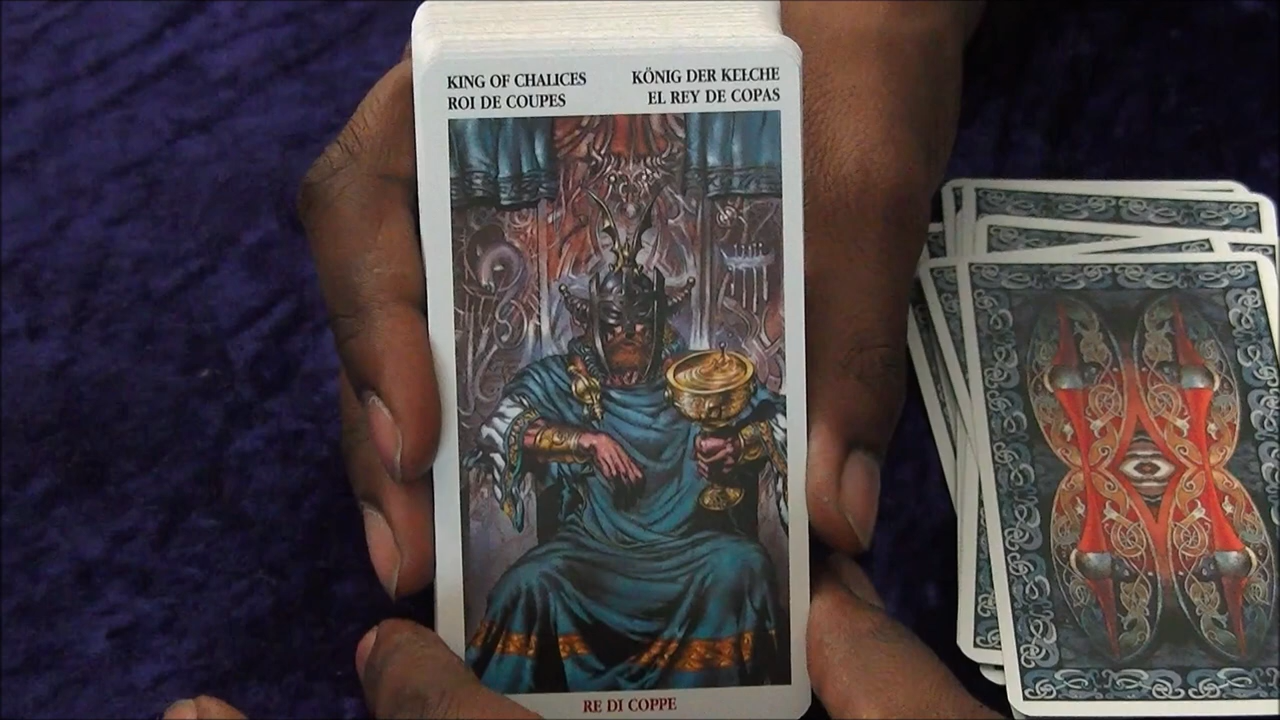 KING OF CHALICES
ROI DE COUPES
KÖNIG DER KELCHE
EL REY DE COPAS
RE DI COPPE